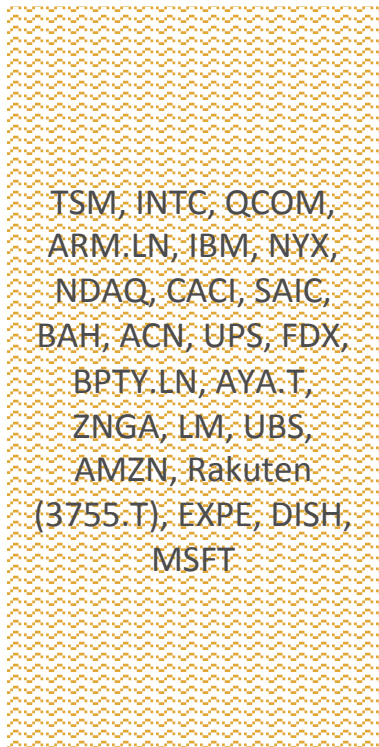 TSM, INTC, QCOM,
ARM.LN, IBM, NYX,
NDAQ, CACI, SAIC,
BAH, ACN, UPS, FDX,
BPTY.LN, AYA.T,
ZNGA, LM, UBS,
AMZN, Rakuten
(3755.T), EXPE, DISH,
MSFT